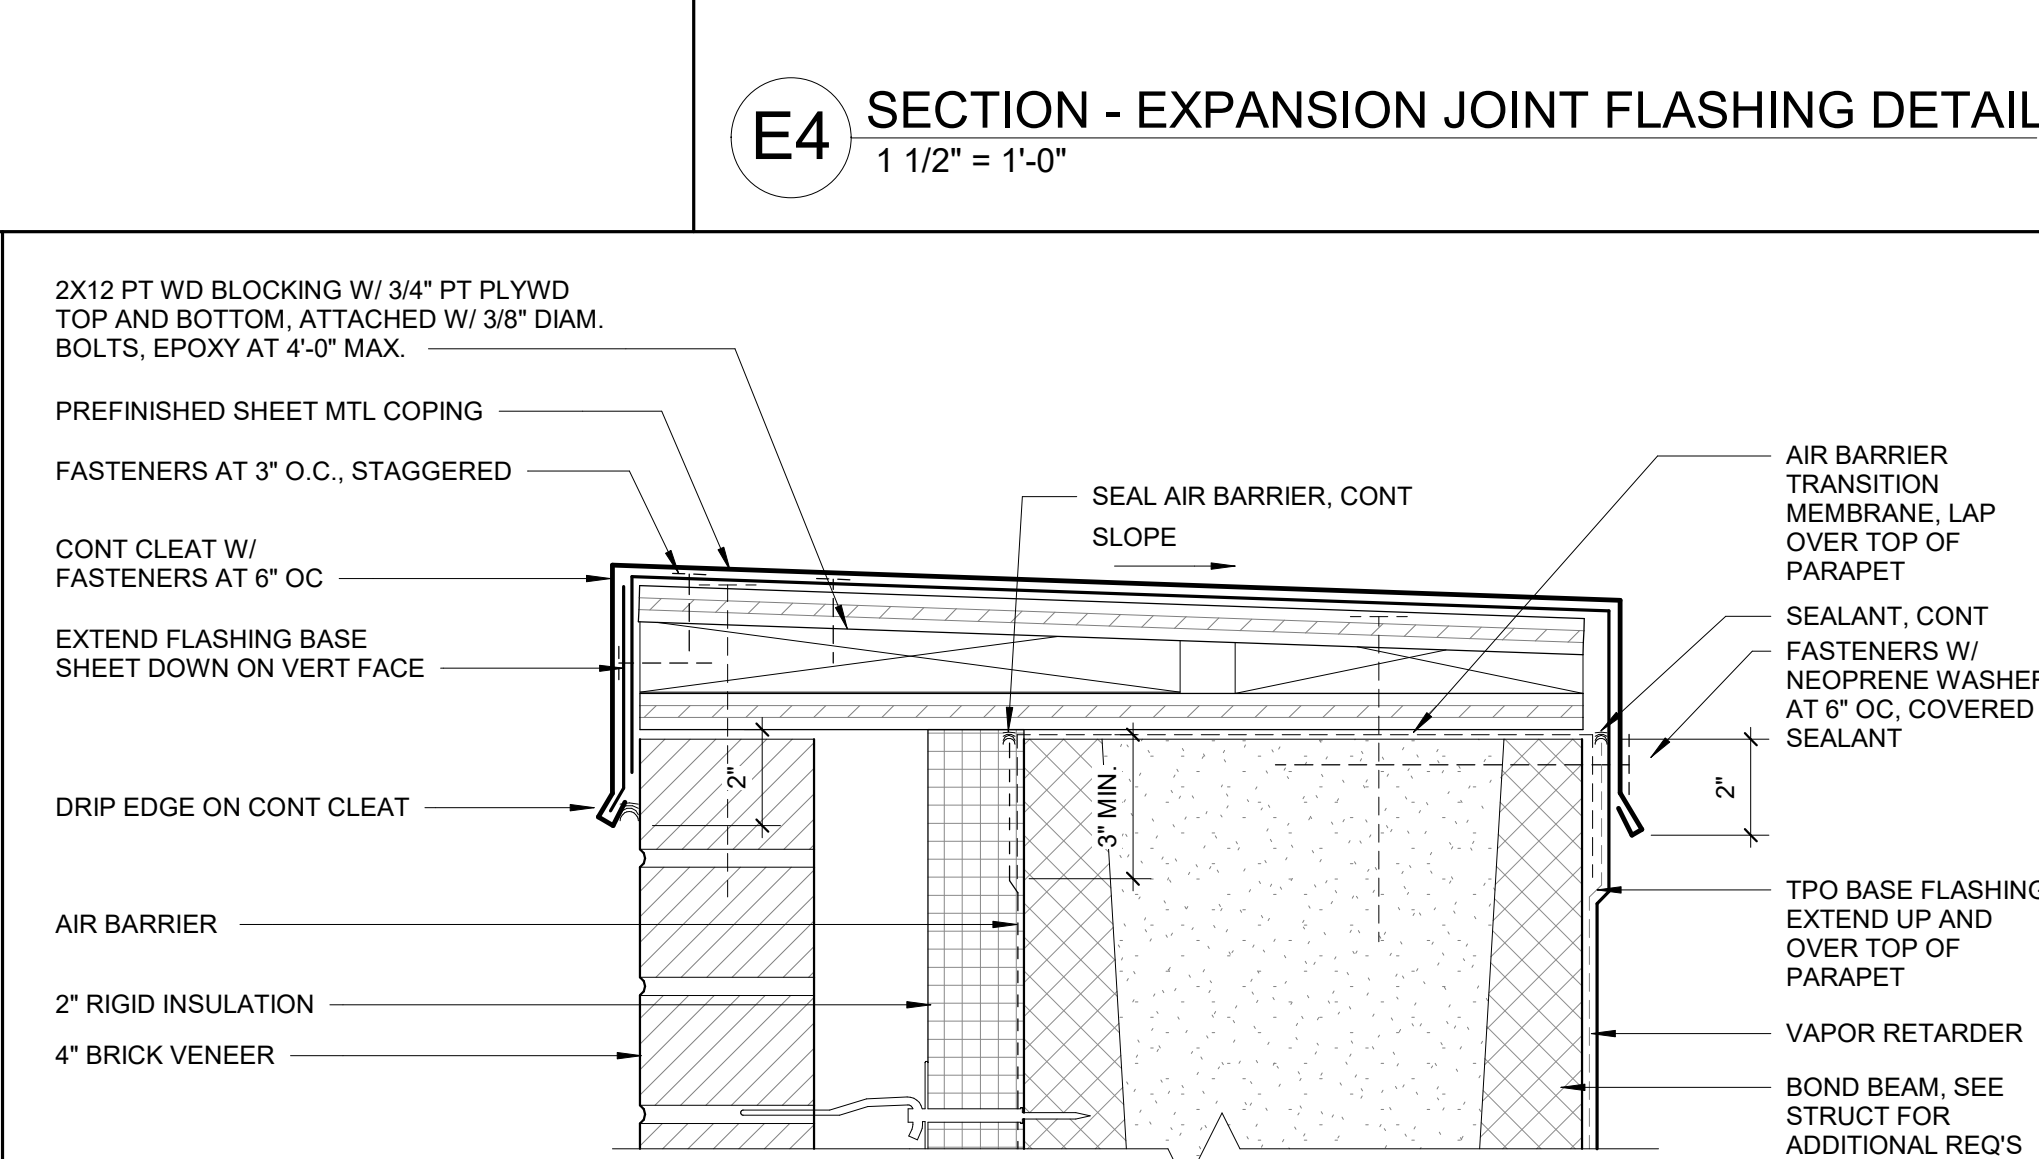 E4
SECTION - EXPANSION JOINT FLASHING DETAIL
1 1/2" = 1'-0"
2X12 PT WD BLOCKING W/ 3/4" PT PLYWD
TOP AND BOTTOM, ATTACHED W/ 3/8" DIAM.
BOLTS, EPOXY AT 4'-0" MAX.
PREFINISHED SHEET MTL COPING
FASTENERS AT 3" O.C., STAGGERED
CONT CLEAT W/
FASTENERS AT 6" OC
EXTEND FLASHING BASE
SHEET DOWN ON VERT FACE
DRIP EDGE ON CONT CLEAT
AIR BARRIER
2" RIGID INSULATION
4" BRICK VENEER
SEAL AIR BARRIER, CONT
SLOPE
2"
3" MIN.
2"
AIR BARRIER
TRANSITION
MEMBRANE, LAP
OVER TOP OF
PARAPET
SEALANT, CONT
FASTENERS W/
NEOPRENE WASHER
AT 6" OC, COVERED
SEALANT
TPO BASE FLASHING
EXTEND UP AND
OVER TOP OF
PARAPET
VAPOR RETARDER
BOND BEAM, SEE
STRUCT FOR
ADDITIONAL REQ'S